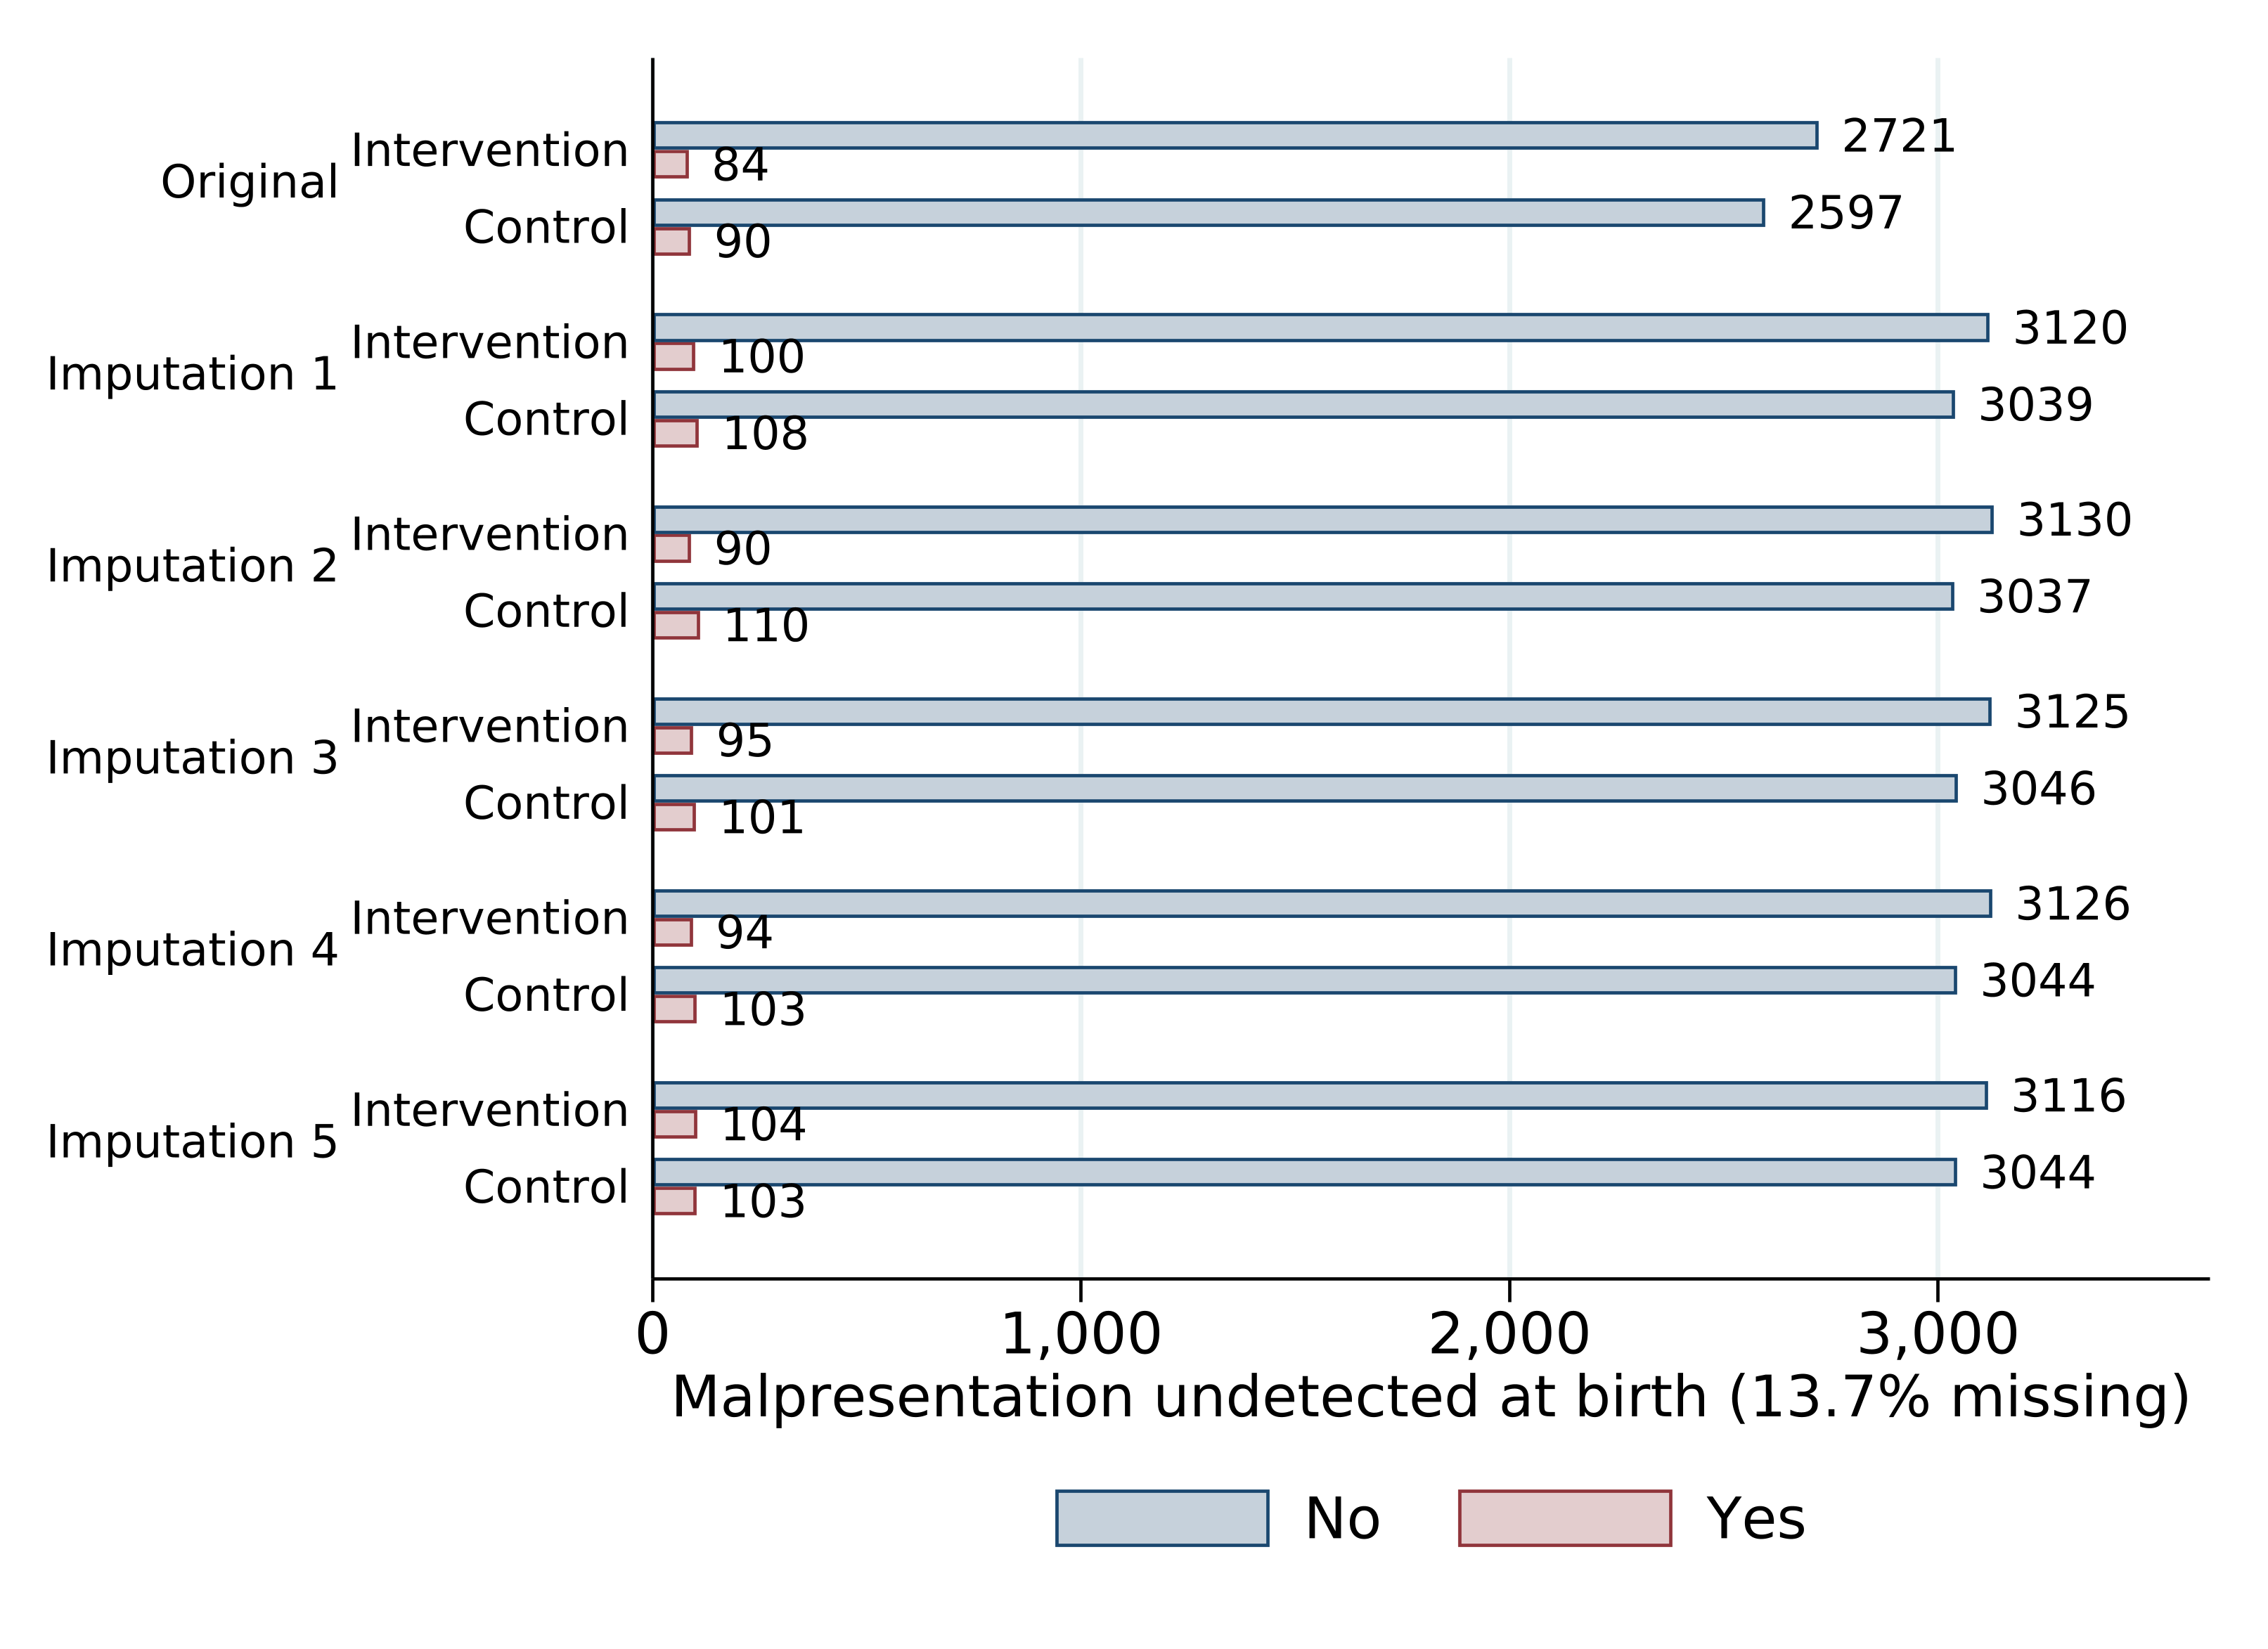 Original
Intervention
2721
84
Control
2597
90
Imputation 1
Intervention
3120
100
Control
3039
108
Imputation 2
Intervention
3130
90
Control
3037
110
Imputation 3
Intervention
3125
95
Control
3046
101
Imputation 4
Intervention
3126
94
Control
3044
103
Imputation 5
Intervention
3116
104
Control
3044
103
0 1,000 2,000 3,000
Malpresentation undetected at birth (13.7% missing)
No Yes